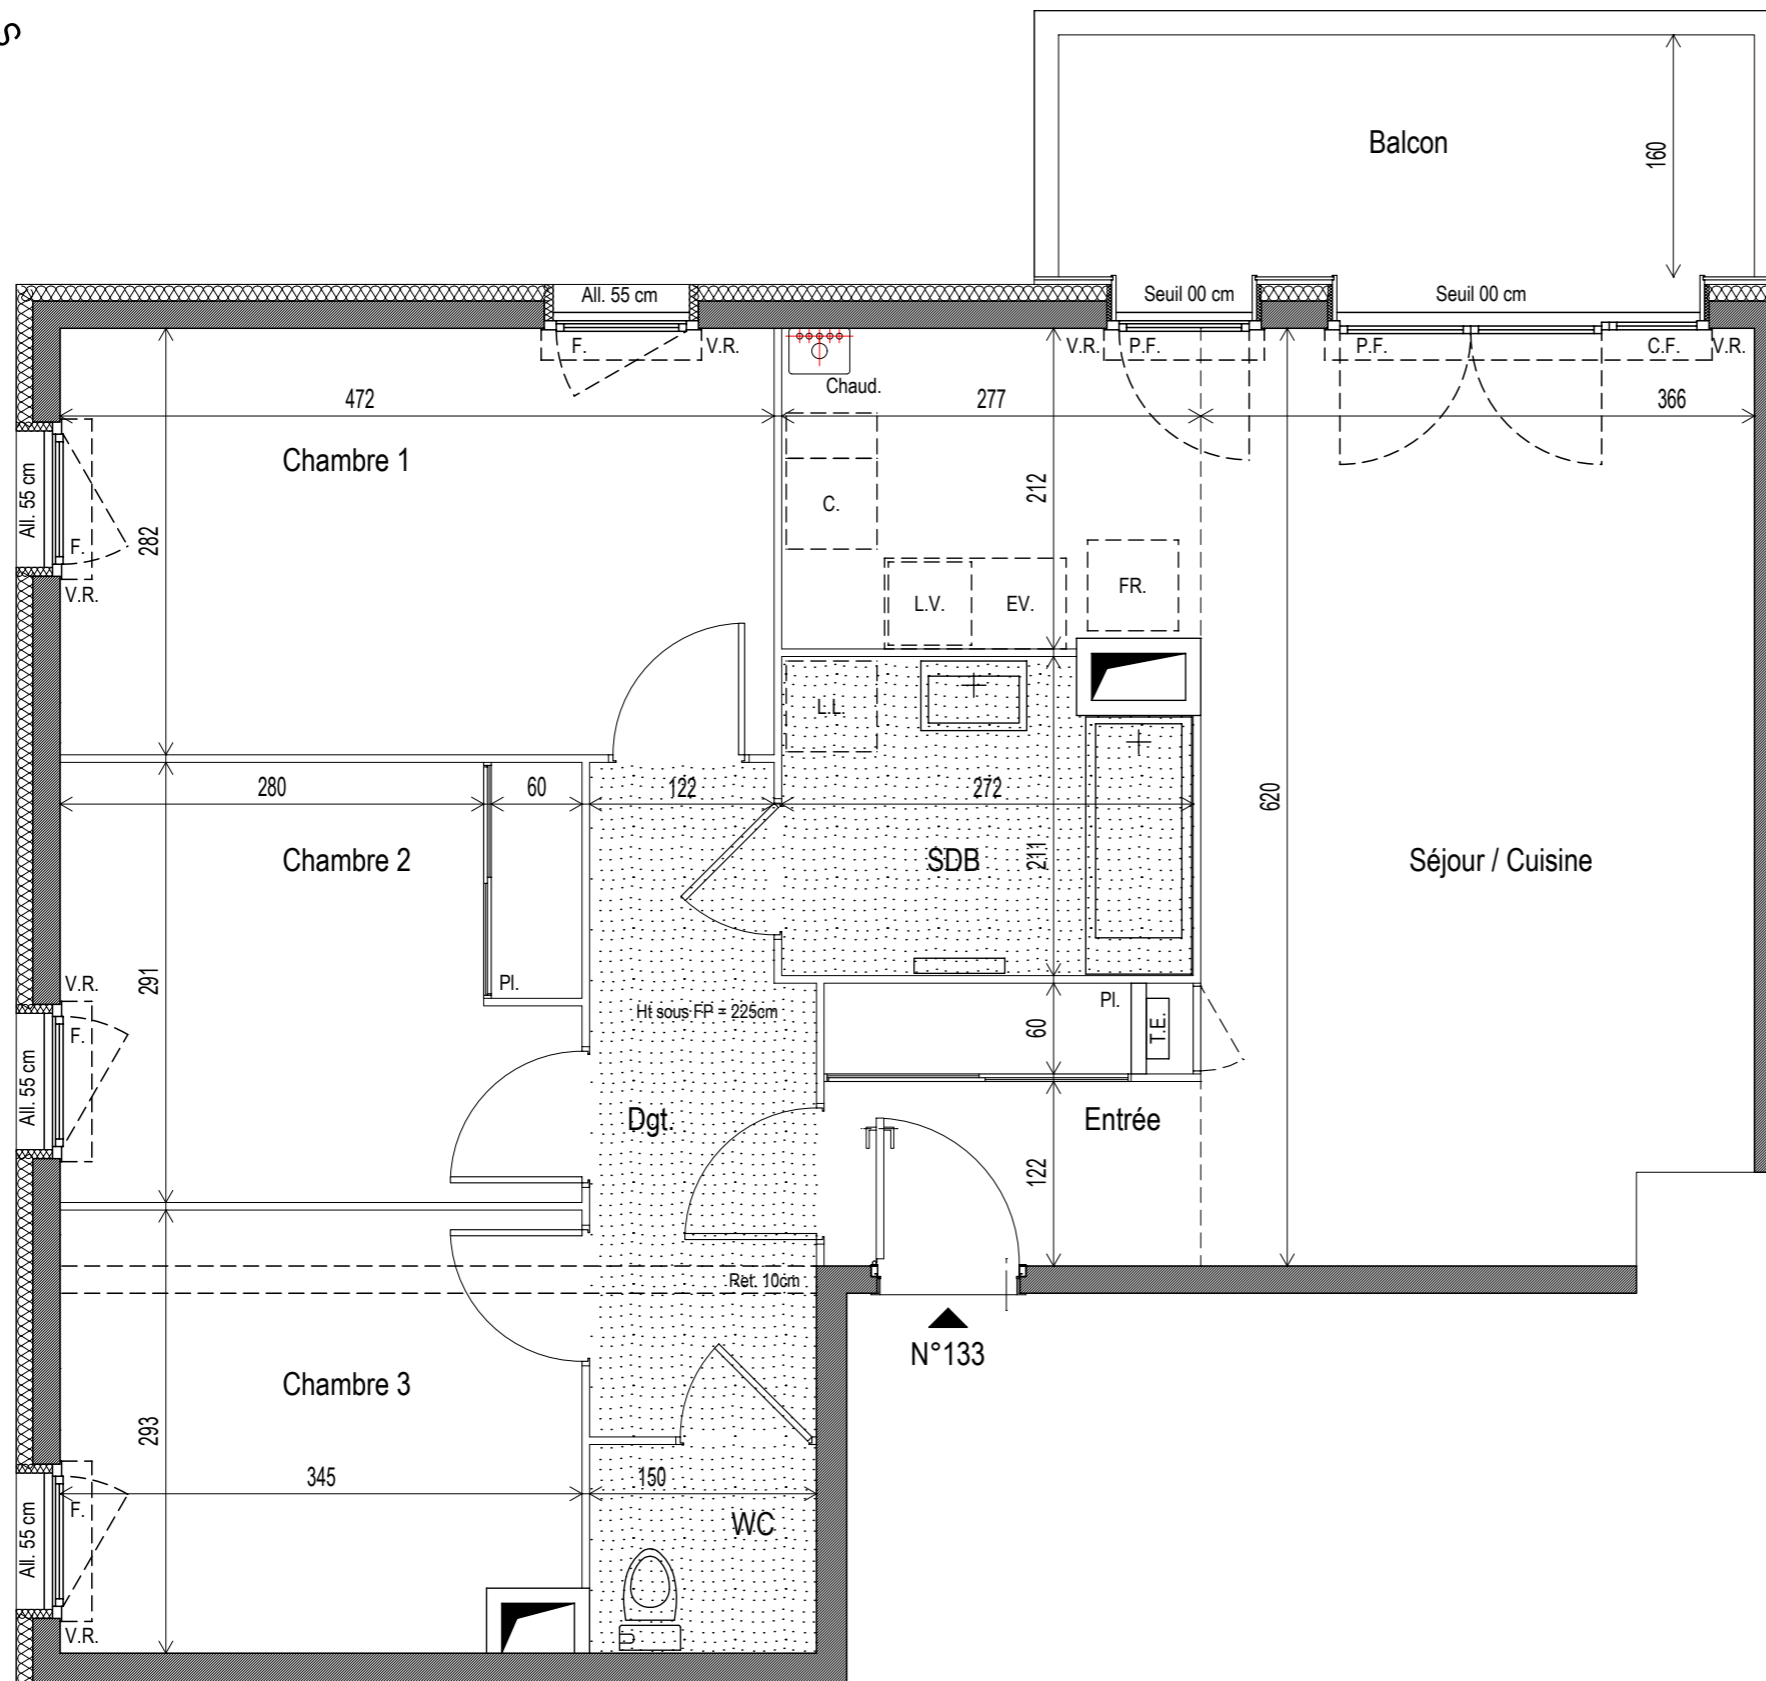 Balcon
160
All. 55 cm
Seuil 00 cm
Seuil 00 cm
F.
V.R.
V.R.
P.F.
P.F.
C.F.
V.R.
Chaud.
472
277
366
Chambre 1
All. 55 cm
282
F.
V.R.
C.
212
L.V.
EV.
FR.
L.L.
280
60
122
272
620
Chambre 2
SDB
211
Séjour / Cuisine
291
V.R.
F.
All. 55 cm
Pl.
Ht sous FP = 225cm
Pl.
60
T.E.
Dgt.
Entrée
122
Ret. 10cm
N°133
Chambre 3
293
345
150
WC
All. 55 cm
F.
V.R.